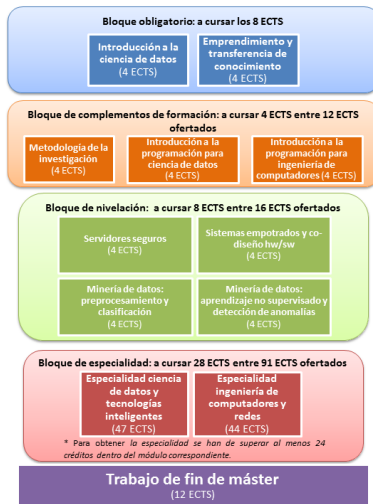 Bloque obligatorio: a cursar los 8 ECTS
Introducción a la
ciencia de datos
(4 ECTS)
Emprendimiento y
transferencia de
conocimiento
(4 ECTS)
Bloque de complementos de formación: a cursar 4 ECTS entre 12 ECTS
ofertados
Metodología de la
investigación
(4 ECTS)
Introducción a la
programación para
ciencia de datos
(4 ECTS)
Introducción a la
programación para
ingeniería de
computadores (4 ECTS)
Bloque de nivelación: a cursar 8 ECTS entre 16 ECTS ofertados
Servidores seguros
(4 ECTS)
Sistemas empotrados y co-
diseño hw/sw
(4 ECTS)
Minería de datos:
preprocesamiento y
clasificación
(4 ECTS)
Minería de datos:
aprendizaje no supervisado y
detección de anomalías
(4 ECTS)
Bloque de especialidad: a cursar 28 ECTS entre 91 ECTS ofertados
Especialidad ciencia
de datos y
tecnologías
inteligentes
(47 ECTS)
Especialidad
ingeniería de
computadores y
redes
(44 ECTS)
* Para obtener la especialidad se han de superar al menos 24
créditos dentro del módulo correspondiente.
Trabajo de fin de máster
(12 ECTS)